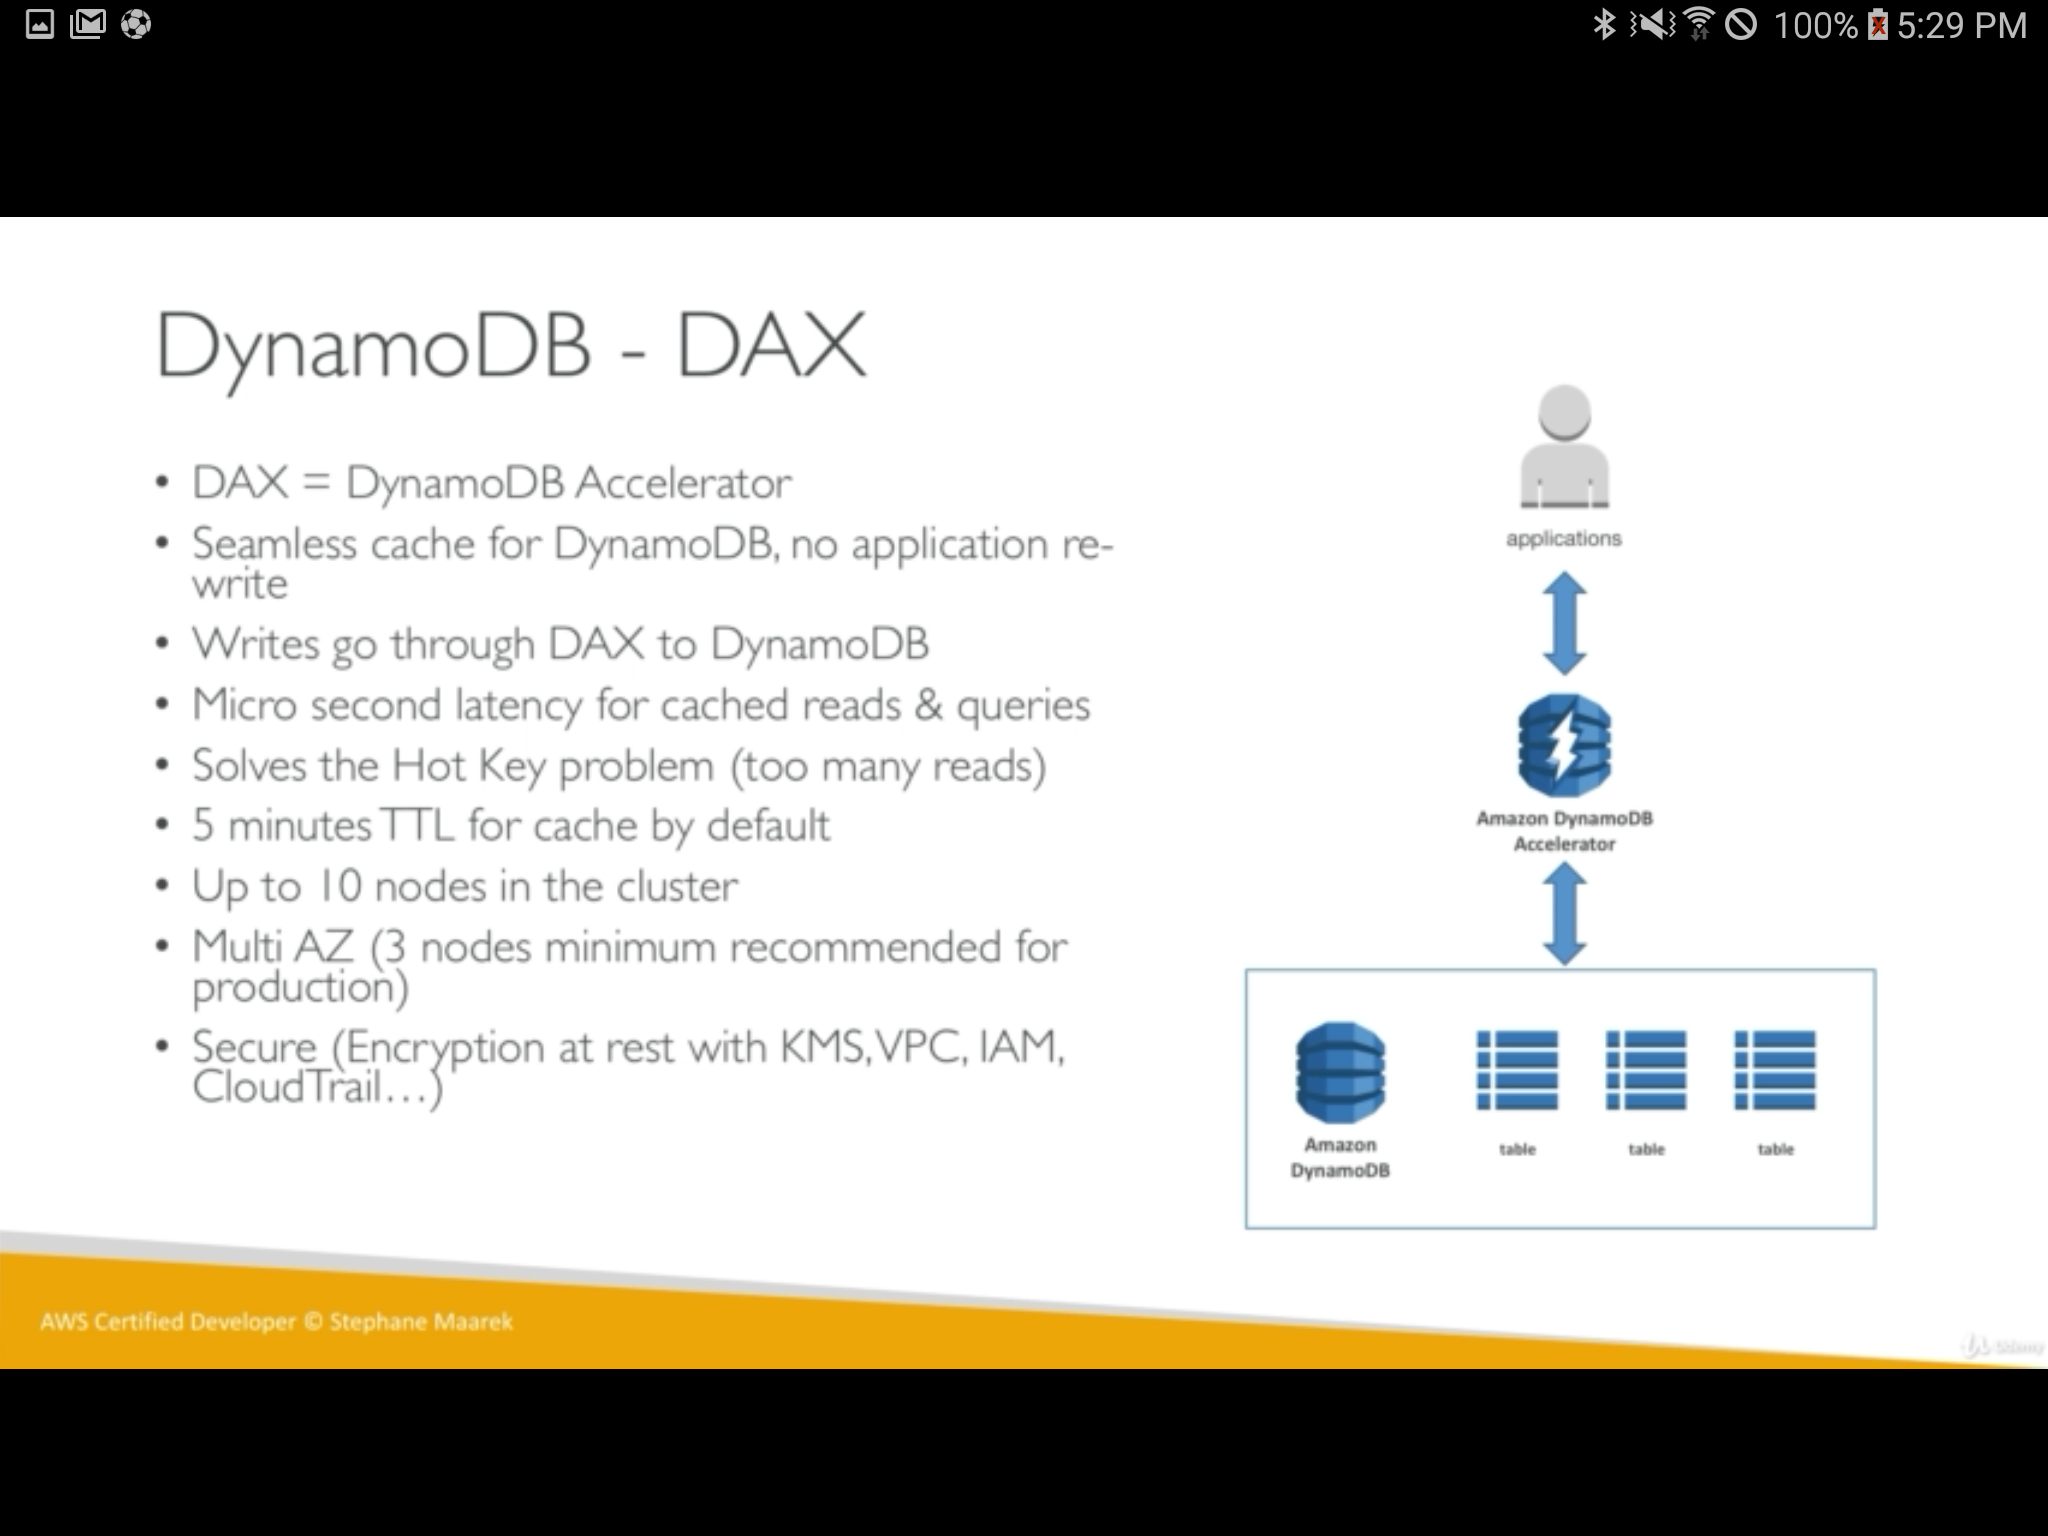 100% 5:29 PM
DynamoDB - DAX
• DAX = DynamoDB Accelerator
• Seamless cache for DynamoDB, no application re-
write
• Writes go through DAX to DynamoDB
• Micro second latency for cached reads & queries
• Solves the Hot Key problem (too many reads)
• 5 minutes TTL for cache by default
• Up to 10 nodes in the cluster
• Multi AZ (3 nodes minimum recommended for
production)
• Secure (Encryption at rest with KMS, VPC, IAM,
CloudTrail...)
applications
Amazon DynamoDB
Accelerator
Amazon
DynamoDB
table
table
table
AWS Certified Developer © Stephane Maarek
Udemy